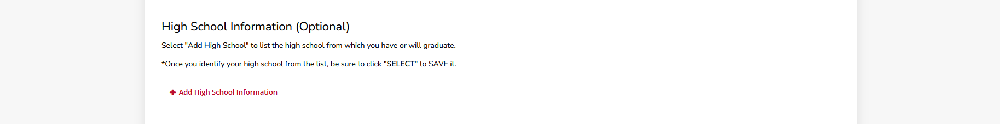 High School Information (Optional)
Select "Add High School" to list the high school from which you have or will graduate.
*Once you identify your high school from the list, be sure to click "SELECT" to SAVE it.
Add High School Information